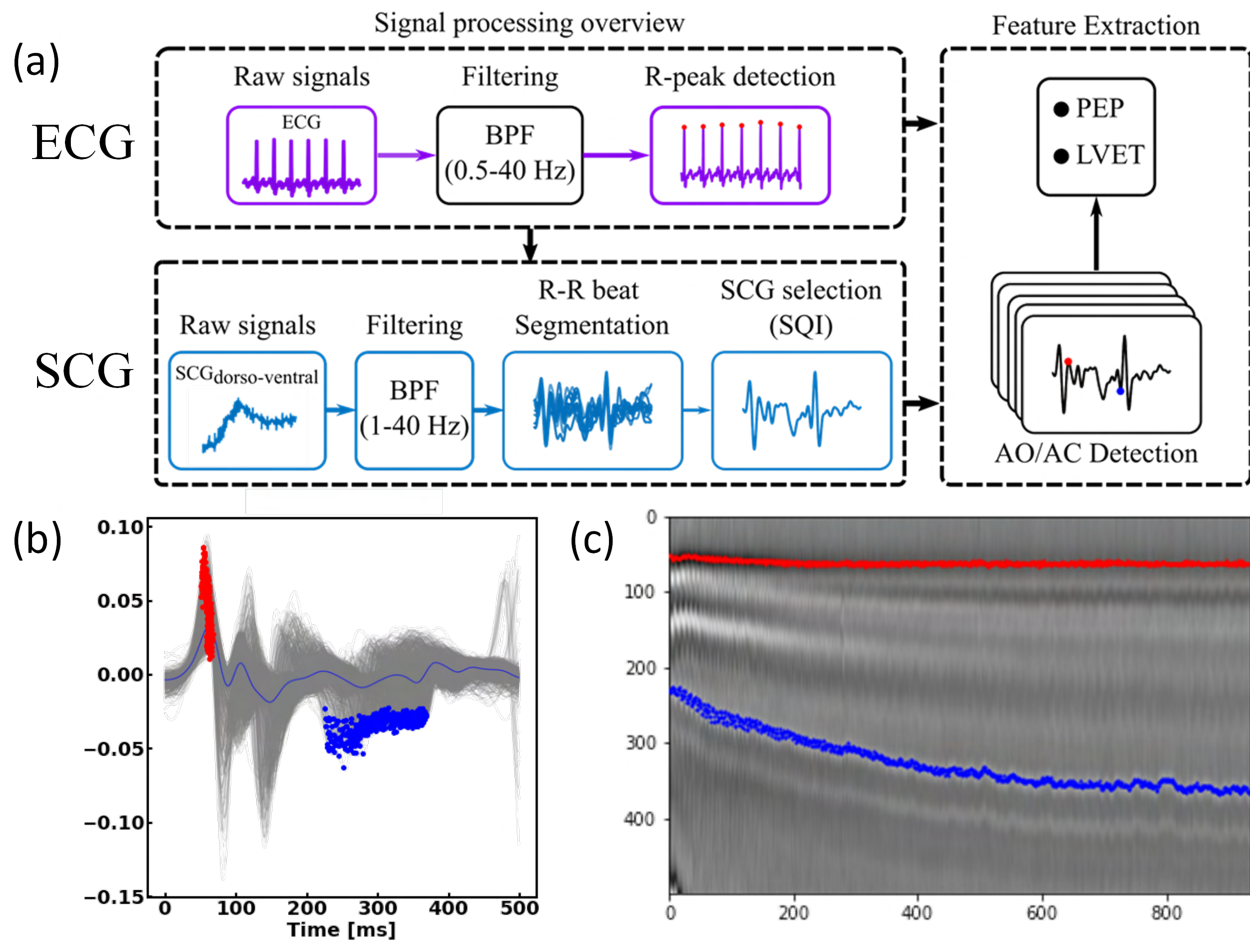 Signal processing overview
Feature Extraction
(a)
ECG
Raw signals
Filtering
R-peak detection
ECG
BPF
(0.5-40 Hz)
PEP
LVET
SCG
Raw signals
Filtering
R-R beat
Segmentation
SCG selection
(SQI)
SCGdorso-ventral
BPF
(1-40 Hz)
AO/AC Detection
(b)
0.10
0.05
0.00
−0.05
−0.10
−0.15
0
100
200
300
400
500
Time [ms]
(c)
0
100
200
300
400
0
200
400
600
800